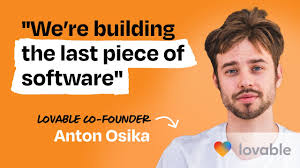 "We're building
the last piece of
software"
LOVABLE CO-FOUNDER
Anton Osika
lovable